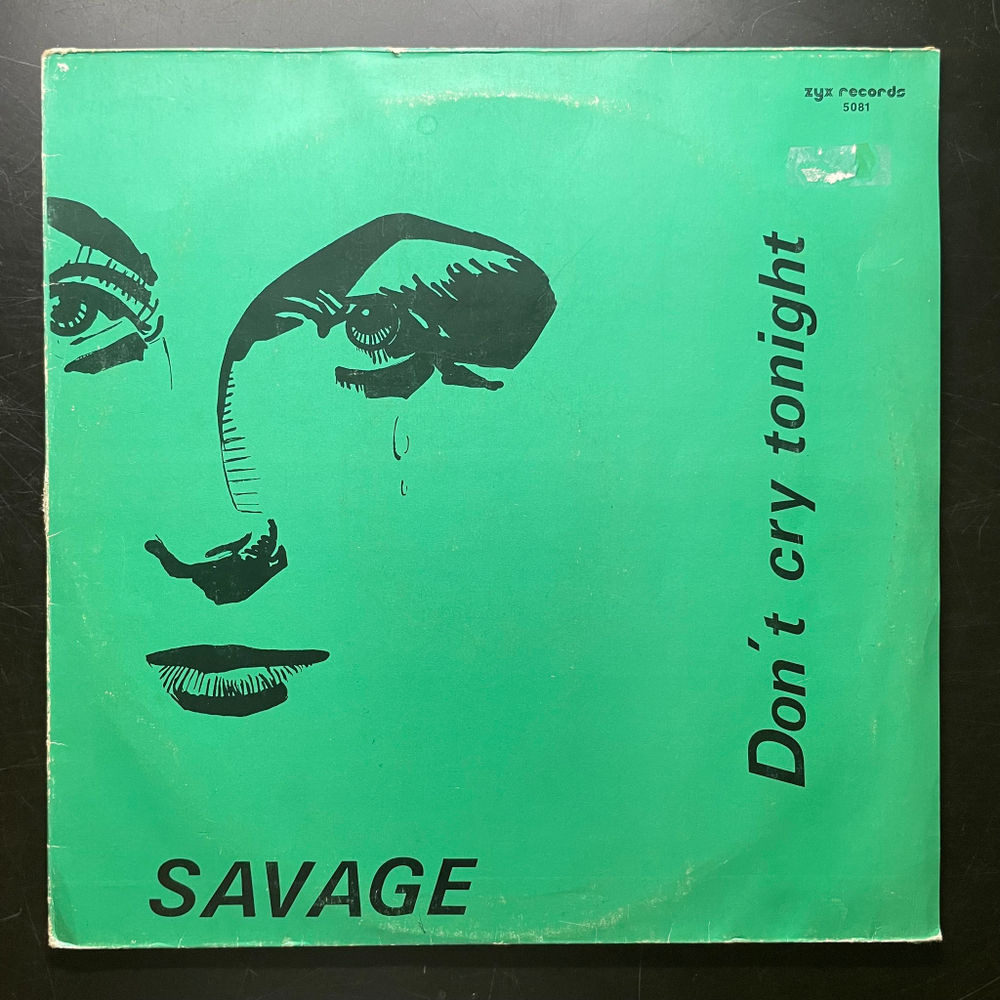 zyx records
5081
Don´t cry tonight
SAVAGE